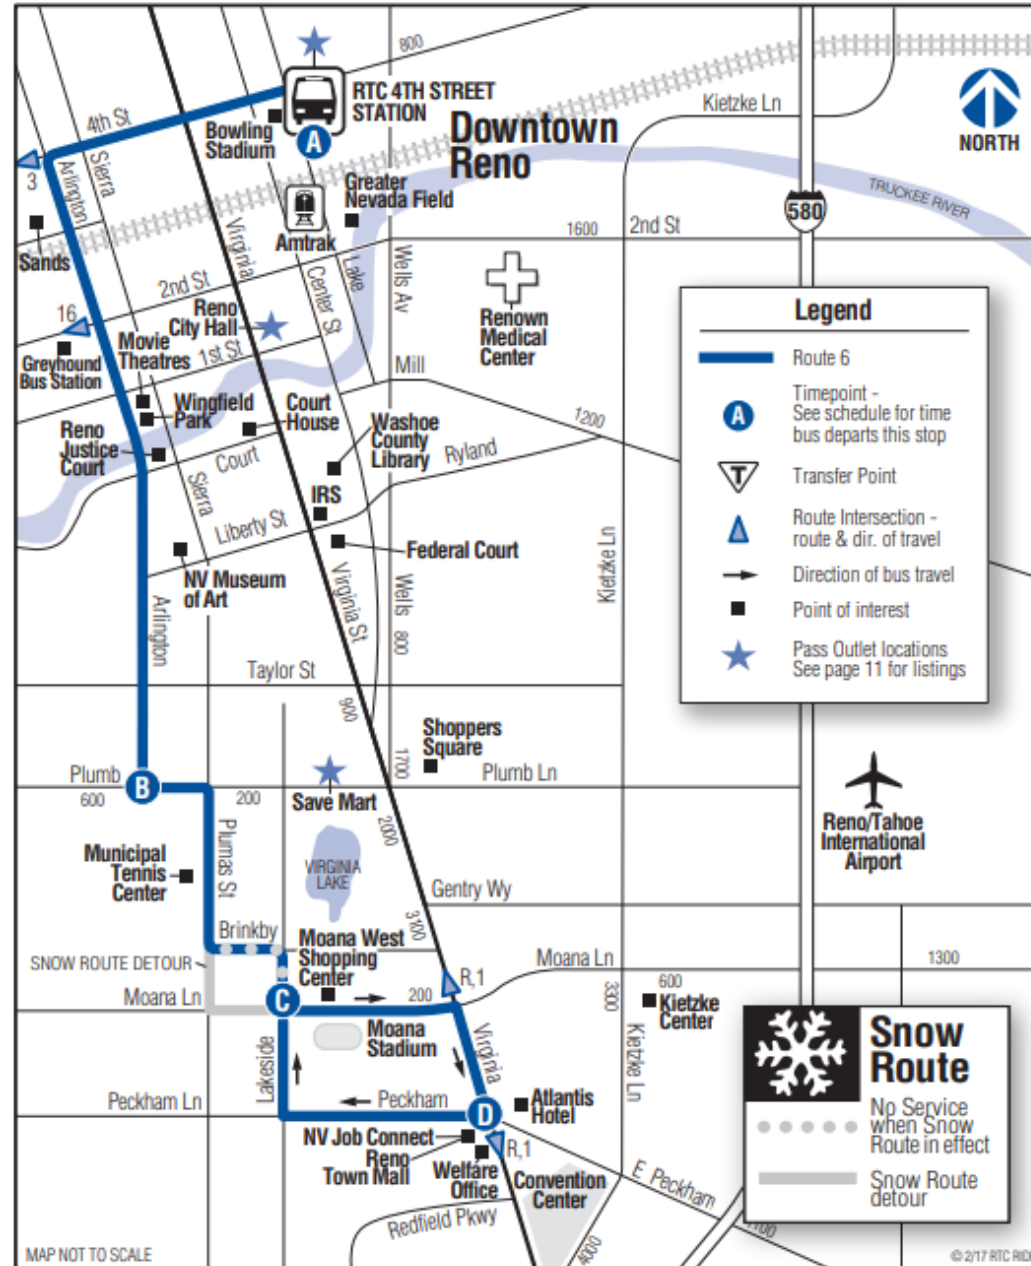 800
RTC 4TH STREET
STATION
A
Bowling
Stadium
4th St
3
Arlington
Sierra
Downtown
Reno
Kietzke Ln
NORTH
TRUCKEE RIVER
580
Greater
Nevada Field
Amtrak
Sands
Virginia
Center St
Lake
Wells Av
1600
2nd St
2nd St
16
Reno
City Hall
Movie
Theatres
1st St
Greyhound
Bus Station
Renown
Medical
Center
Mill
1200
Wingfield
Park
Court
House
Reno
Justice
Court
Court
Washoe
County
Library
Ryland
Sierra
IRS
Liberty St
Federal Court
NV Museum
of Art
Arlington
Virginia St
Wells
800
Kietzke Ln
Legend
Route 6
A
Timepoint -
See schedule for time
bus departs this stop
T
Transfer Point
Route Intersection -
route & dir. of travel
Direction of bus travel
Point of interest
Pass Outlet locations
See page 11 for listings
Taylor St
900
Shoppers
Square
1700
Plumb
B
600
200
Plumb Ln
Save Mart
2000
Plumas St
Municipal
Tennis
Center
VIRGINIA
LAKE
Reno/Tahoe
International
Airport
Gentry Wy
3100
Brinkby
SNOW ROUTE DETOUR
Moana West
Shopping
Center
Moana Ln
1300
Moana Ln
C
200
R,1
600
Kietzke
Center
3300
Kietzke Ln
Moana
Stadium
Virginia
Lakeside
Peckham Ln
Peckham
D
Atlantis
Hotel
NV Job Connect
Reno
Town Mall
Welfare
Office
R,1
Convention
Center
E Peckham
1100
Redfield Pkwy
4000
Snow
Route
No Service
when Snow
Route in effect
Snow Route
detour
MAP NOT TO SCALE
© 2/17 RTC RIDE